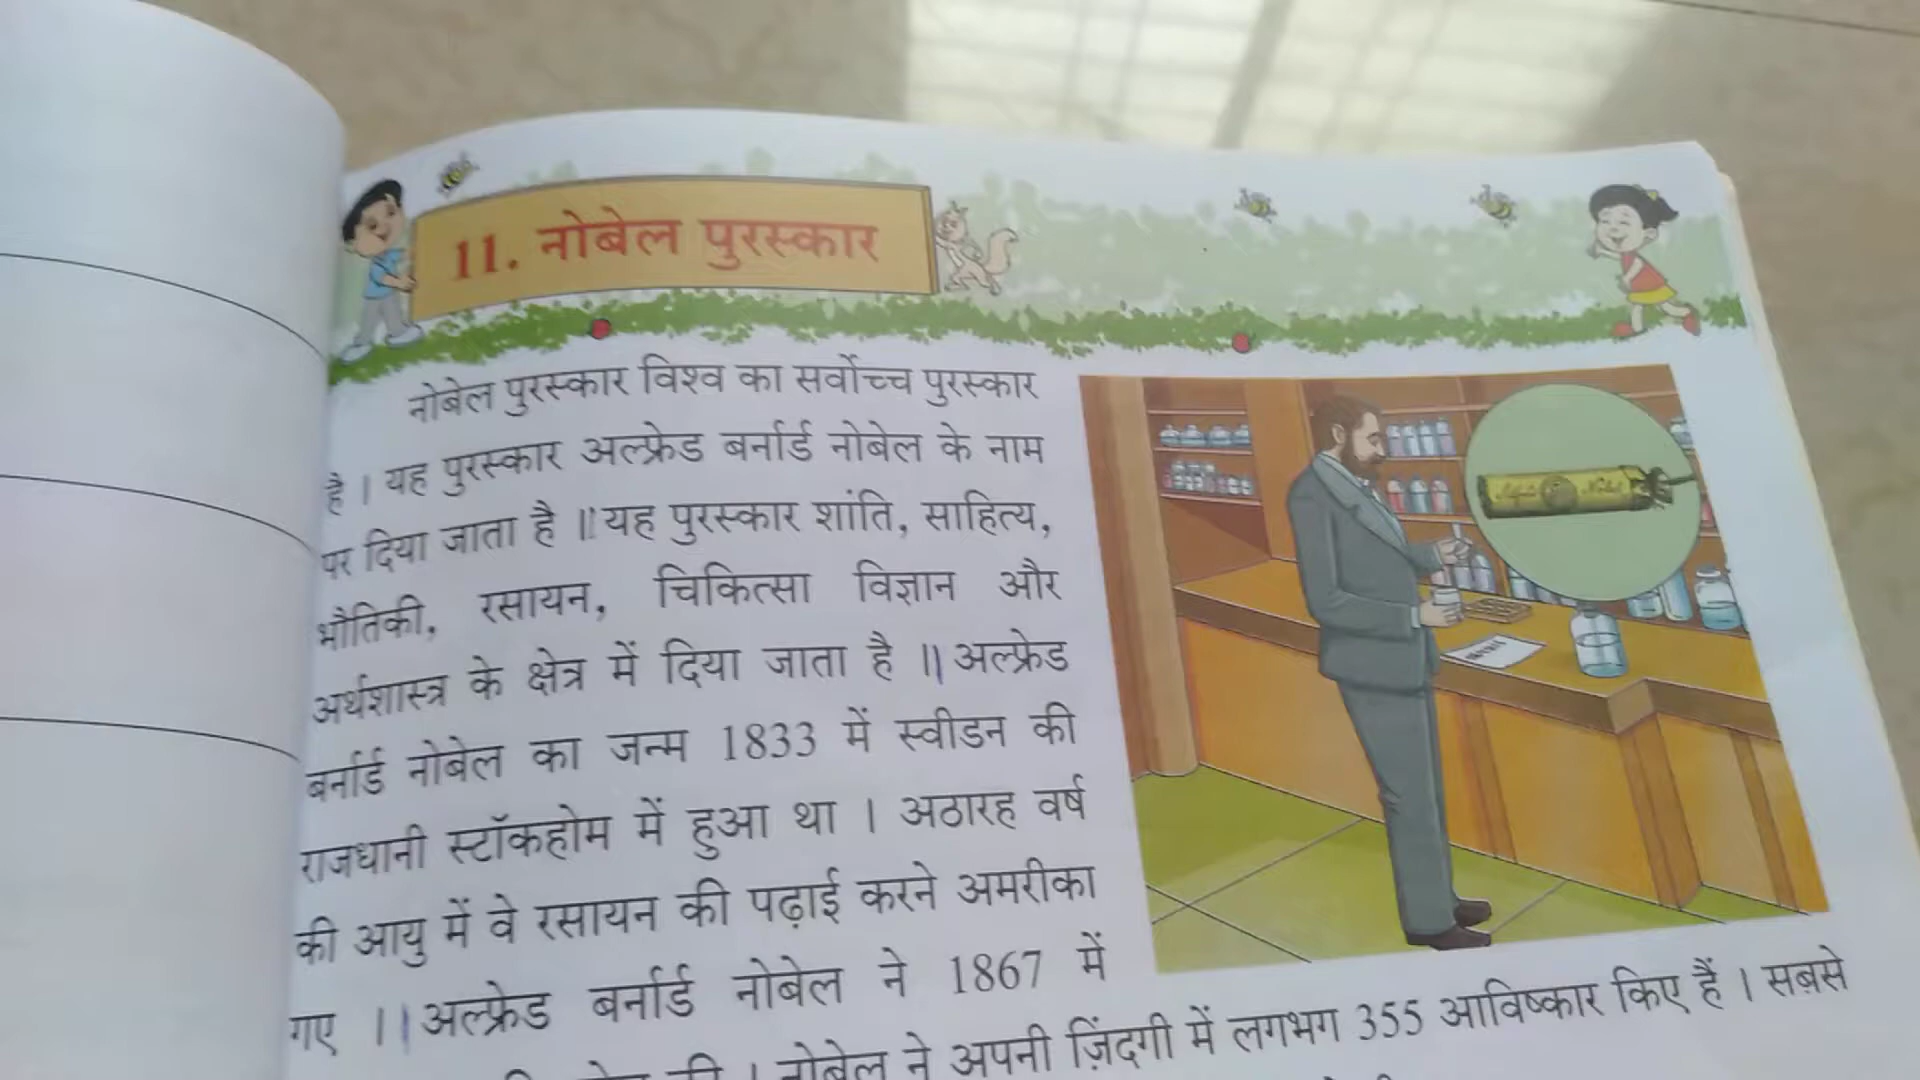 11. नोबेल पुरस्कार
नोबेल पुरस्कार विश्व का सर्वोच्च पुरस्कार
है । यह पुरस्कार अल्फ्रेड बर्नार्ड नोबेल के नाम
पर दिया जाता है । यह पुरस्कार शांति, साहित्य,
भौतिकी, रसायन, चिकित्सा विज्ञान और
अर्थशास्त्र के क्षेत्र में दिया जाता है । अल्फ्रेड
बर्नार्ड नोबेल का जन्म 1833 में स्वीडन की
राजधानी स्टॉकहोम में हुआ था । अठारह वर्ष
की आयु में वे रसायन की पढ़ाई करने अमरीका
गए । अल्फ्रेड बर्नार्ड नोबेल ने 1867 में
की । नोबेल ने अपनी ज़िंदगी में लगभग 355 आविष्कार किए हैं । सबसे